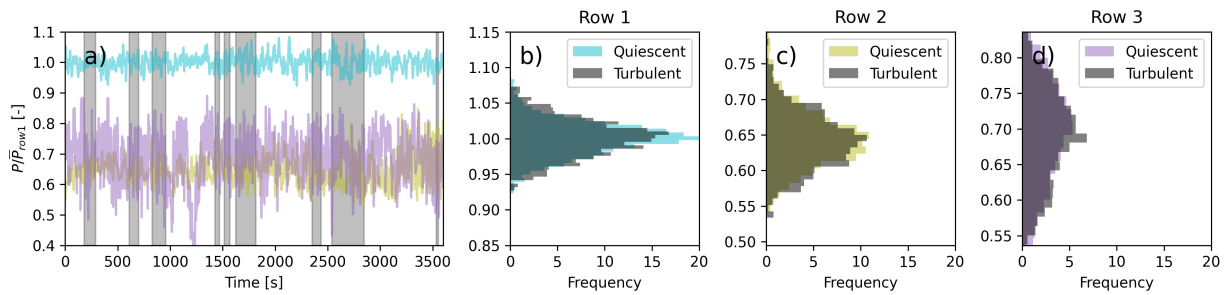 Row 1
Row 2
Row 3
a)
1.1
1.0
0.9
0.8
0.7
0.6
0.5
0.4
P/P̅row1 [-]
0
500
1000
1500
2000
2500
3000
3500
Time [s]
b)
Quiescent
Turbulent
1.15
1.10
1.05
1.00
0.95
0.90
0.85
0
5
10
15
20
Frequency
c)
Quiescent
Turbulent
0.75
0.70
0.65
0.60
0.55
0.50
0
5
10
15
20
Frequency
d)
Quiescent
Turbulent
0.80
0.75
0.70
0.65
0.60
0.55
0
5
10
15
20
Frequency